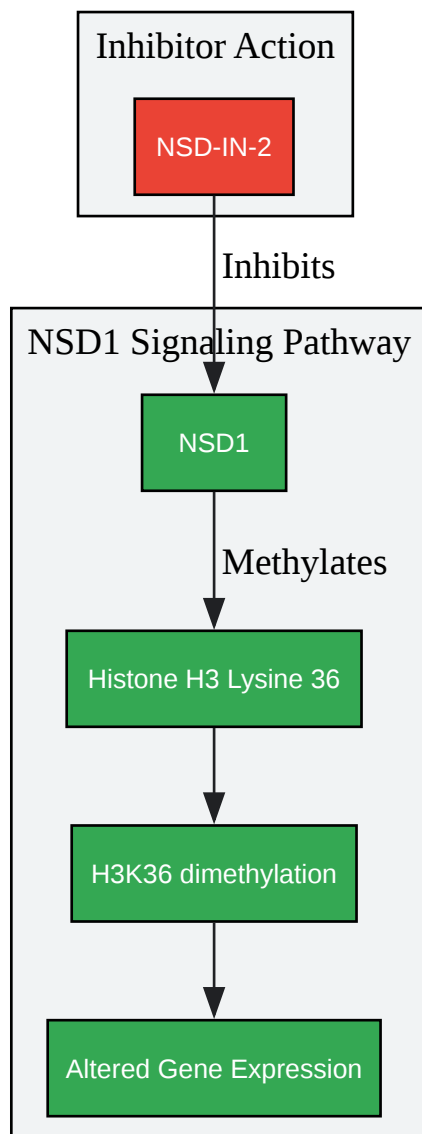 Inhibitor Action
NSD-IN-2
Inhibits
NSD1 Signaling Pathway
NSD1
Methylates
Histone H3 Lysine 36
H3K36 dimethylation
Altered Gene Expression